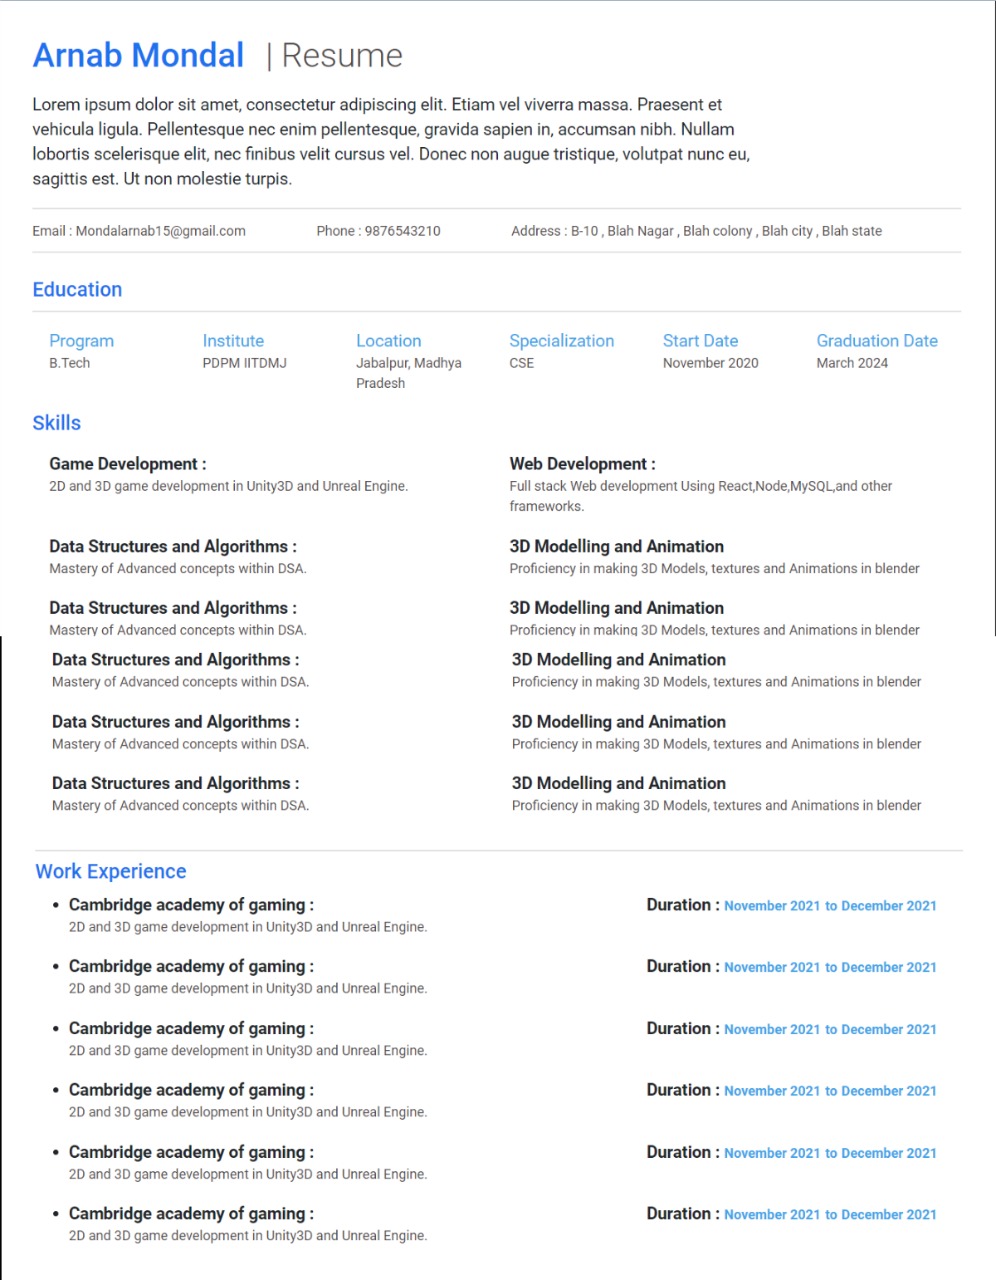 Arnab Mondal | Resume
Lorem ipsum dolor sit amet, consectetur adipiscing elit. Etiam vel viverra massa. Praesent et
vehicula ligula. Pellentesque nec enim pellentesque, gravida sapien in, accumsan nibh. Nullam
lobortis scelerisque elit, nec finibus velit cursus vel. Donec non augue tristique, volutpat nunc eu,
sagittis est. Ut non molestie turpis.
Email : Mondalarnab15@gmail.com Phone : 9876543210 Address : B-10 , Blah Nagar , Blah colony , Blah city , Blah state
Education
Program Institute Location Specialization Start Date Graduation Date
B.Tech PDPM IITDMJ Jabalpur, Madhya CSE November 2020 March 2024
Pradesh
Skills
Game Development : Web Development :
2D and 3D game development in Unity3D and Unreal Engine. Full stack Web development Using React,Node,MySQL,and other
frameworks.
Data Structures and Algorithms : 3D Modelling and Animation
Mastery of Advanced concepts within DSA. Proficiency in making 3D Models, textures and Animations in blender
Data Structures and Algorithms : 3D Modelling and Animation
Mastery of Advanced concepts within DSA. Proficiency in making 3D Models, textures and Animations in blender
Data Structures and Algorithms : 3D Modelling and Animation
Mastery of Advanced concepts within DSA. Proficiency in making 3D Models, textures and Animations in blender
Data Structures and Algorithms : 3D Modelling and Animation
Mastery of Advanced concepts within DSA. Proficiency in making 3D Models, textures and Animations in blender
Data Structures and Algorithms : 3D Modelling and Animation
Mastery of Advanced concepts within DSA. Proficiency in making 3D Models, textures and Animations in blender
Work Experience
• Cambridge academy of gaming : Duration : November 2021 to December 2021
2D and 3D game development in Unity3D and Unreal Engine.
• Cambridge academy of gaming : Duration : November 2021 to December 2021
2D and 3D game development in Unity3D and Unreal Engine.
• Cambridge academy of gaming : Duration : November 2021 to December 2021
2D and 3D game development in Unity3D and Unreal Engine.
• Cambridge academy of gaming : Duration : November 2021 to December 2021
2D and 3D game development in Unity3D and Unreal Engine.
• Cambridge academy of gaming : Duration : November 2021 to December 2021
2D and 3D game development in Unity3D and Unreal Engine.
• Cambridge academy of gaming : Duration : November 2021 to December 2021
2D and 3D game development in Unity3D and Unreal Engine.